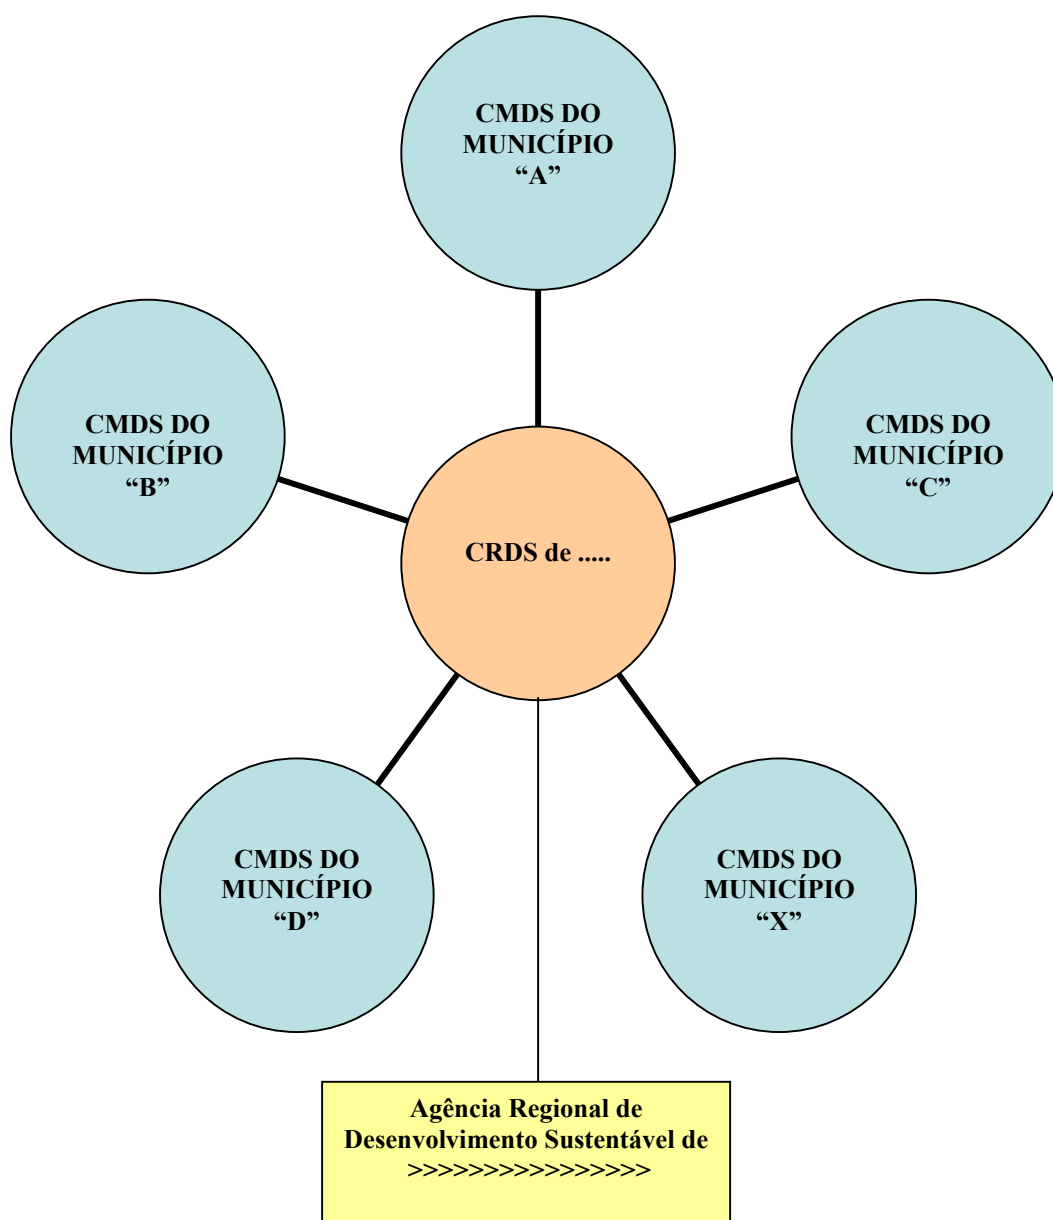 CMDS DO
MUNICÍPIO
“A”
CMDS DO
MUNICÍPIO
“B”
CMDS DO
MUNICÍPIO
“C”
CRDS de .....
CMDS DO
MUNICÍPIO
“D”
CMDS DO
MUNICÍPIO
“X”
Agência Regional de
Desenvolvimento Sustentável de
>>>>>>>>>>>>>>>>